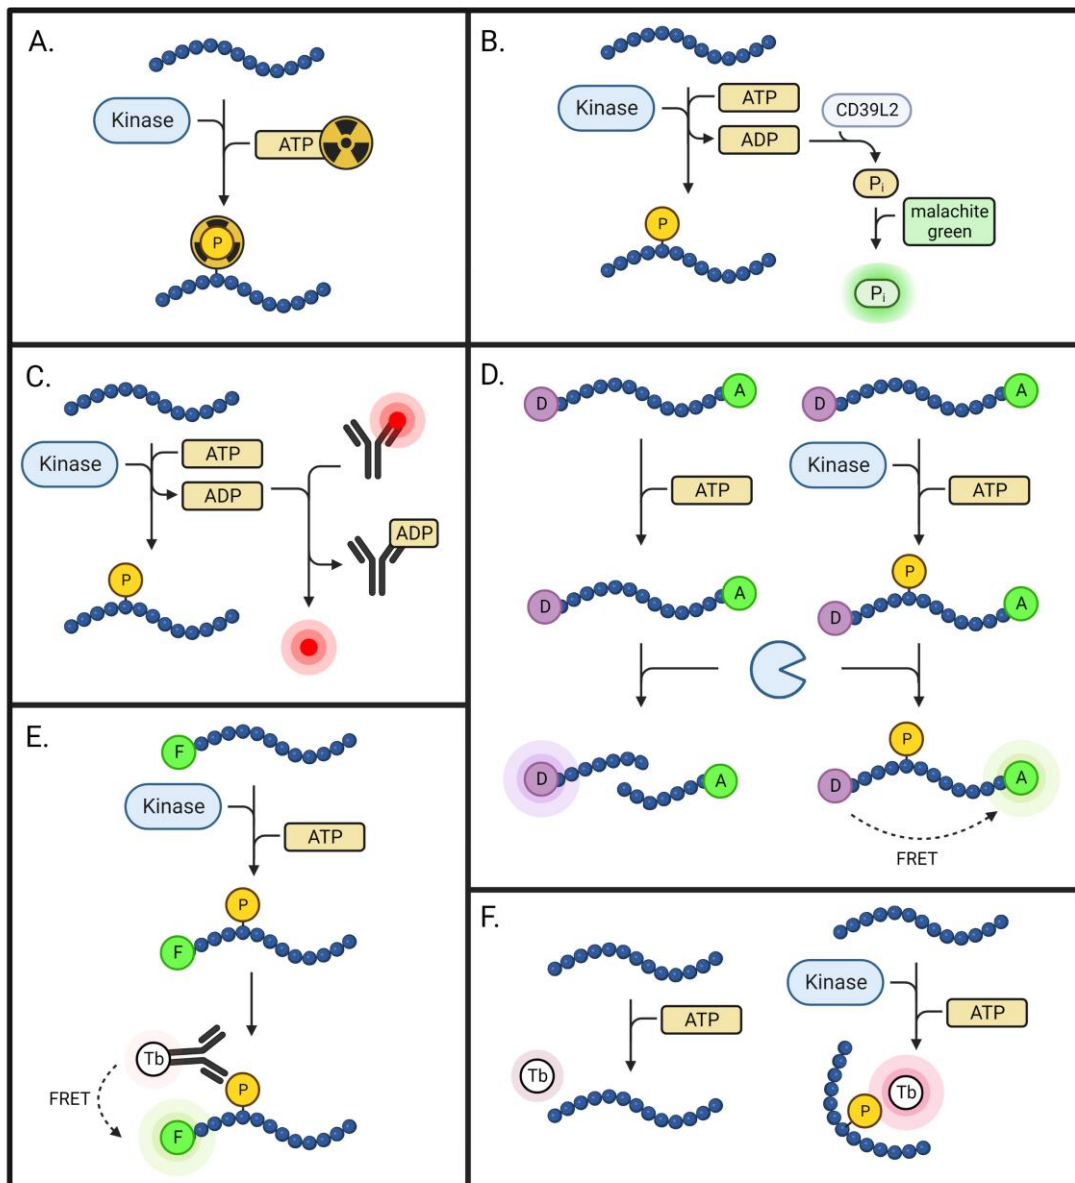 A.
Kinase
ATP
P
B.
Kinase
ATP
ADP
CD39L2
Pi
malachite
green
P
Pi
C.
Kinase
ATP
ADP
ADP
P
D.
D
A
D
A
Kinase
ATP
ATP
P
D
A
D
A
P
D
A
D
A
FRET
E.
F
Kinase
ATP
P
F
Tb
P
FRET
F
F.
Kinase
ATP
ATP
Tb
P
Tb